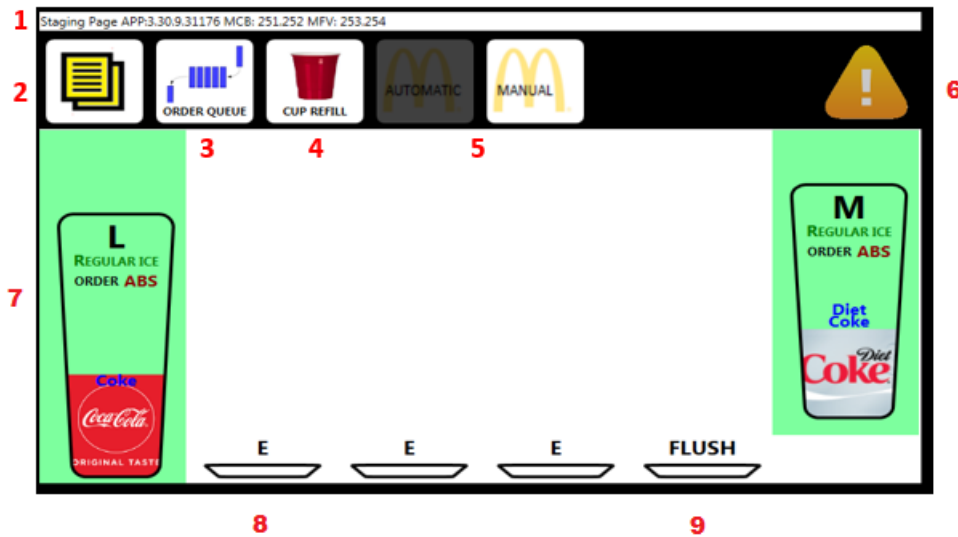 1
Staging Page APP:3.30.9.31176 MCB: 251.252 MFV: 253.254
2
ORDER QUEUE
CUP REFILL
AUTOMATIC
MANUAL
!
6
3
4
5
7
L
REGULAR ICE
ORDER ABS
Coke
Coca-Cola.
ORIGINAL TASTE
M
REGULAR ICE
ORDER ABS
Diet
Coke
Diet
Coke
E
E
E
FLUSH
8
9